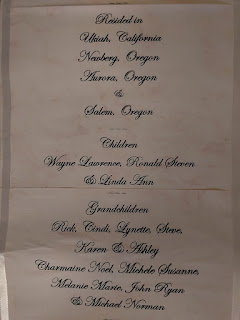 Resided in
Ukiah, California
Newberg, Oregon
Aurora, Oregon
&
Salem, Oregon
Children
Wayne Lawrence, Ronald Steven
& Linda Ann
Grandchildren
Rick, Cindi, Lynette, Steve,
Karen & Ashley
Charmaine Noel, Michele Susanne,
Melanie Marie, John Ryan
& Michael Norman